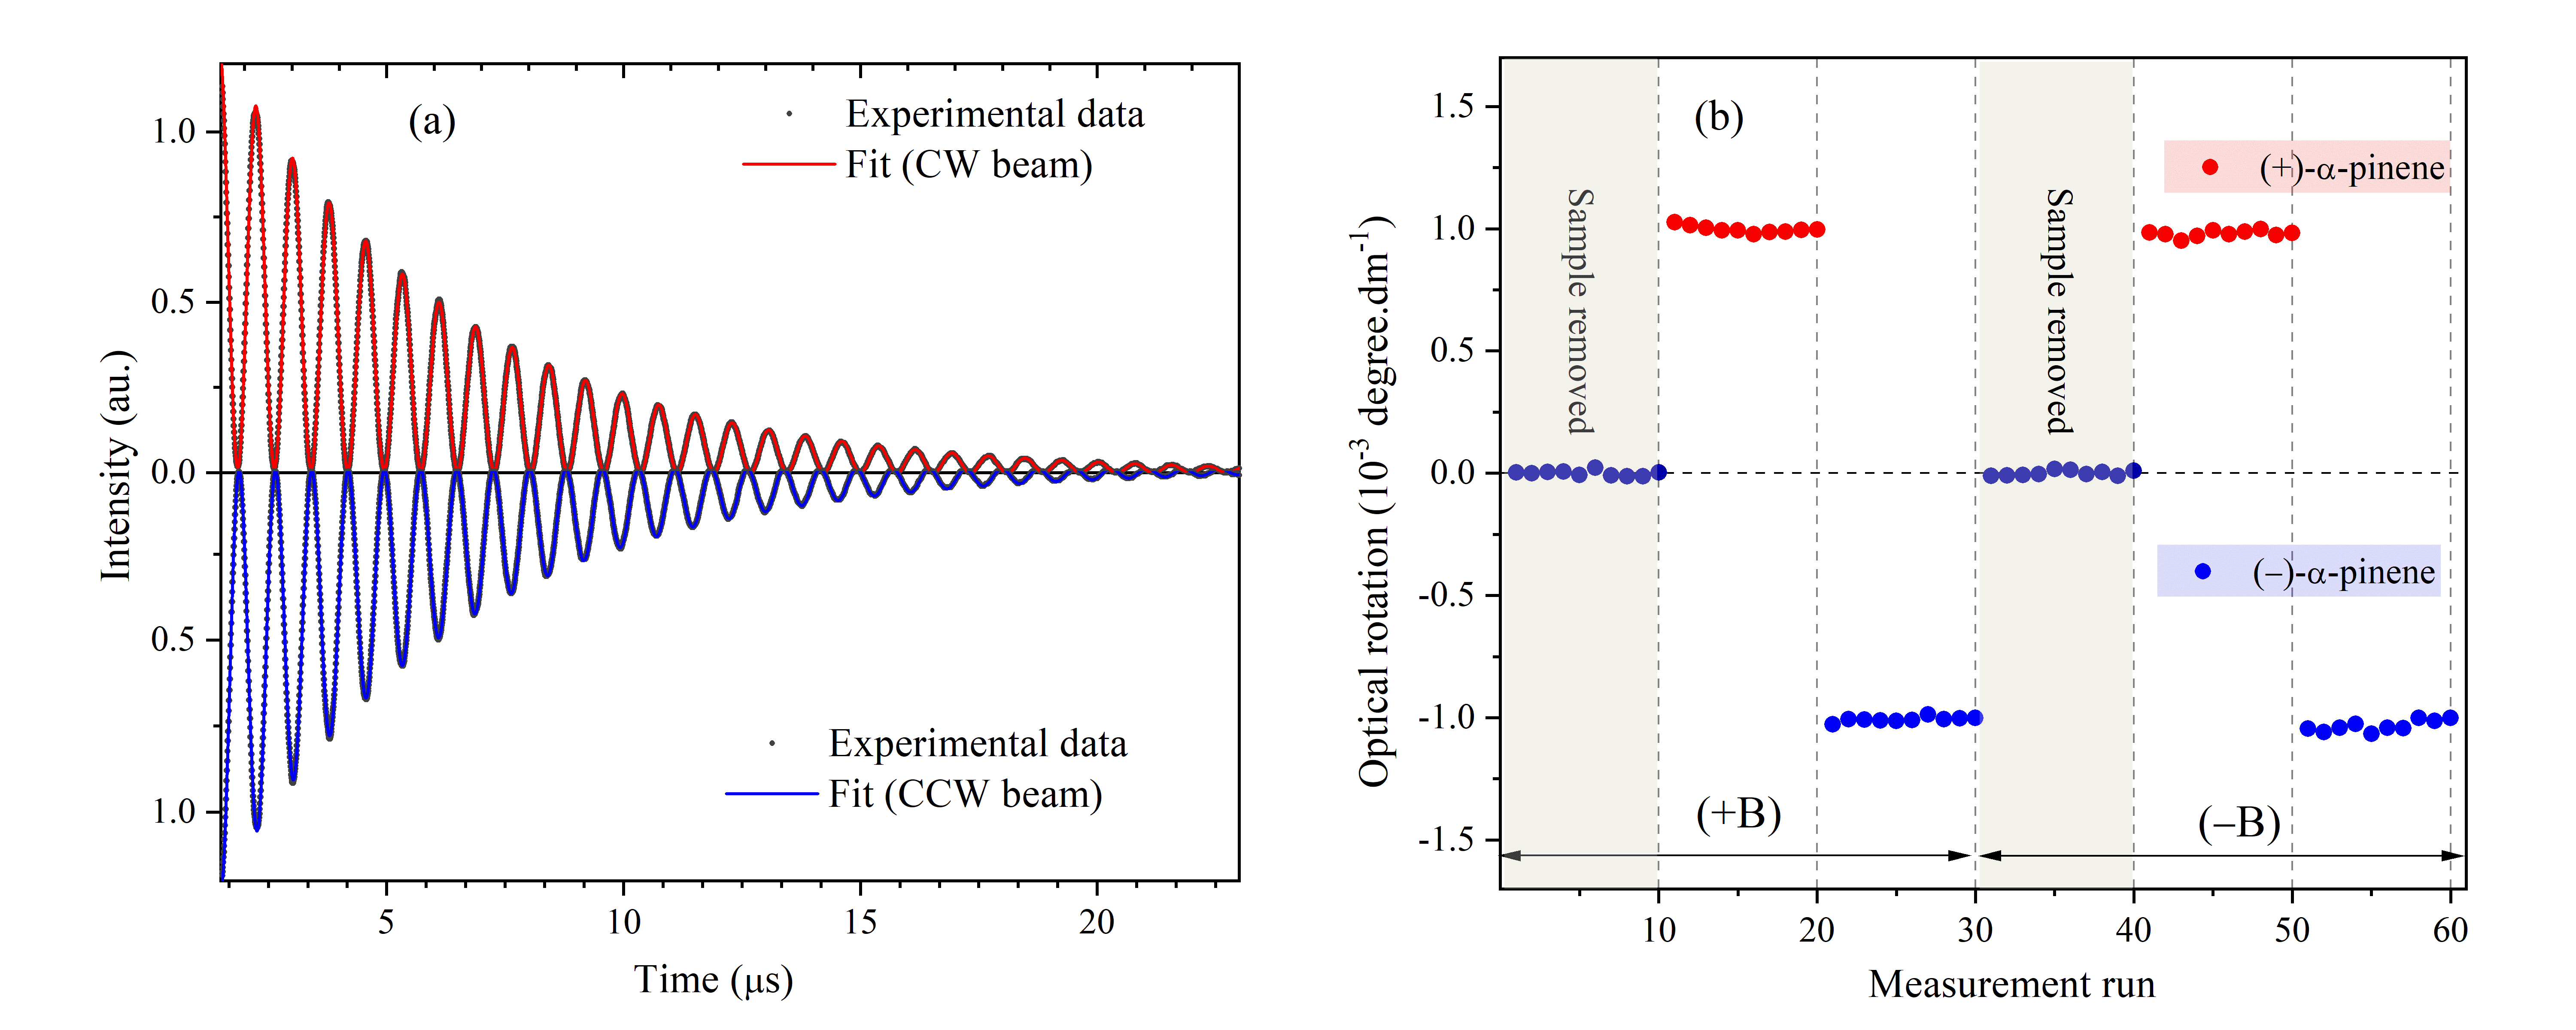 (a)
Experimental data
Fit (CW beam)
1.0
0.5
0.0
0.5
1.0
Intensity (au.)
Experimental data
Fit (CCW beam)
5
10
15
20
Time (μs)
(b)
1.5
1.0
0.5
0.0
-0.5
-1.0
-1.5
Optical rotation (10⁻³ degree.dm⁻¹)
Sample removed
Sample removed
(+)-α-pinene
(–)-α-pinene
(+B)
(–B)
10
20
30
40
50
60
Measurement run